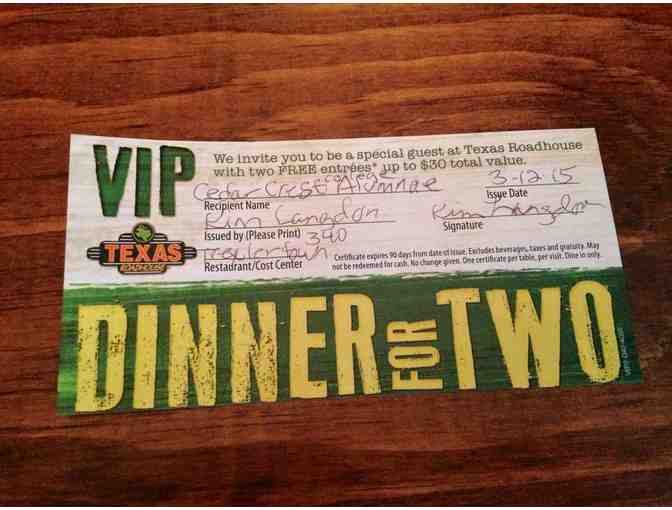 VIP
We invite you to be a special guest at Texas Roadhouse
with two FREE entrées* up to $30 total value.
college
Cedar Crest Alumnae
3-12-15
Recipient Name
Issue Date
Kim Langdon
Kim Langdon
Issued by (Please Print)
Signature
340
TEXAS
ROADHOUSE
Restaurant/Cost Center
Certificate expires 90 days from date of issue. Excludes beverages, taxes and gratuity. May
not be redeemed for cash. No change given. One certificate per table, per visit. Dine in only.
DINNER FOR TWO